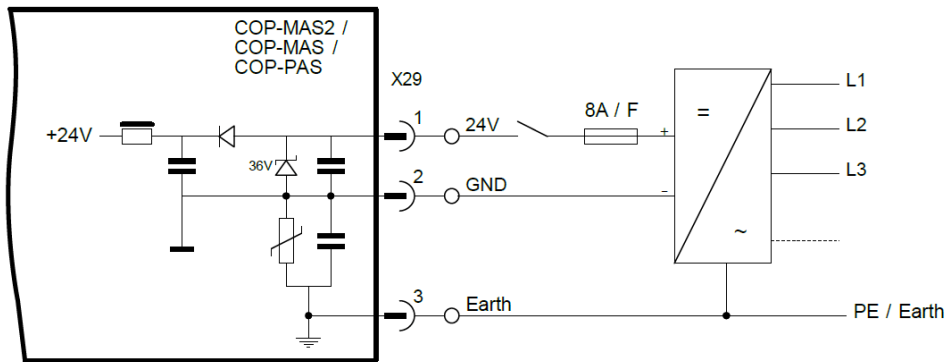 COP-MAS2 /
COP-MAS /
COP-PAS
X29
+24V
36V
1
24V
8A / F
+
=
L1
L2
2
GND
–
L3
~
3
Earth
PE / Earth